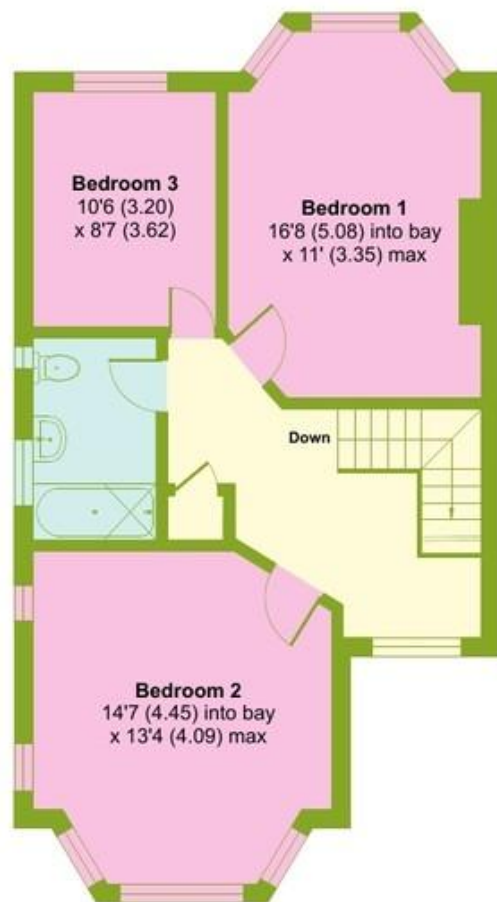 Bedroom 3
10'6 (3.20)
x 8'7 (3.62)
Bedroom 1
16'8 (5.08) into bay
x 11' (3.35) max
Down
Bedroom 2
14'7 (4.45) into bay
x 13'4 (4.09) max